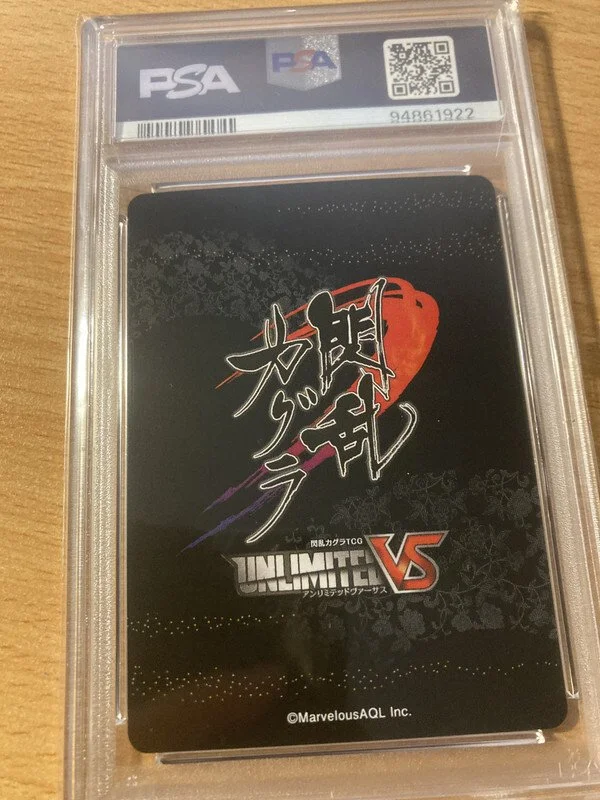 PSA
PSA
94861922
閃乱
カグラ
閃乱カグラTCG
UNLIMITED VS
アンリミテッドヴァーサス
©MarvelousAQL Inc.